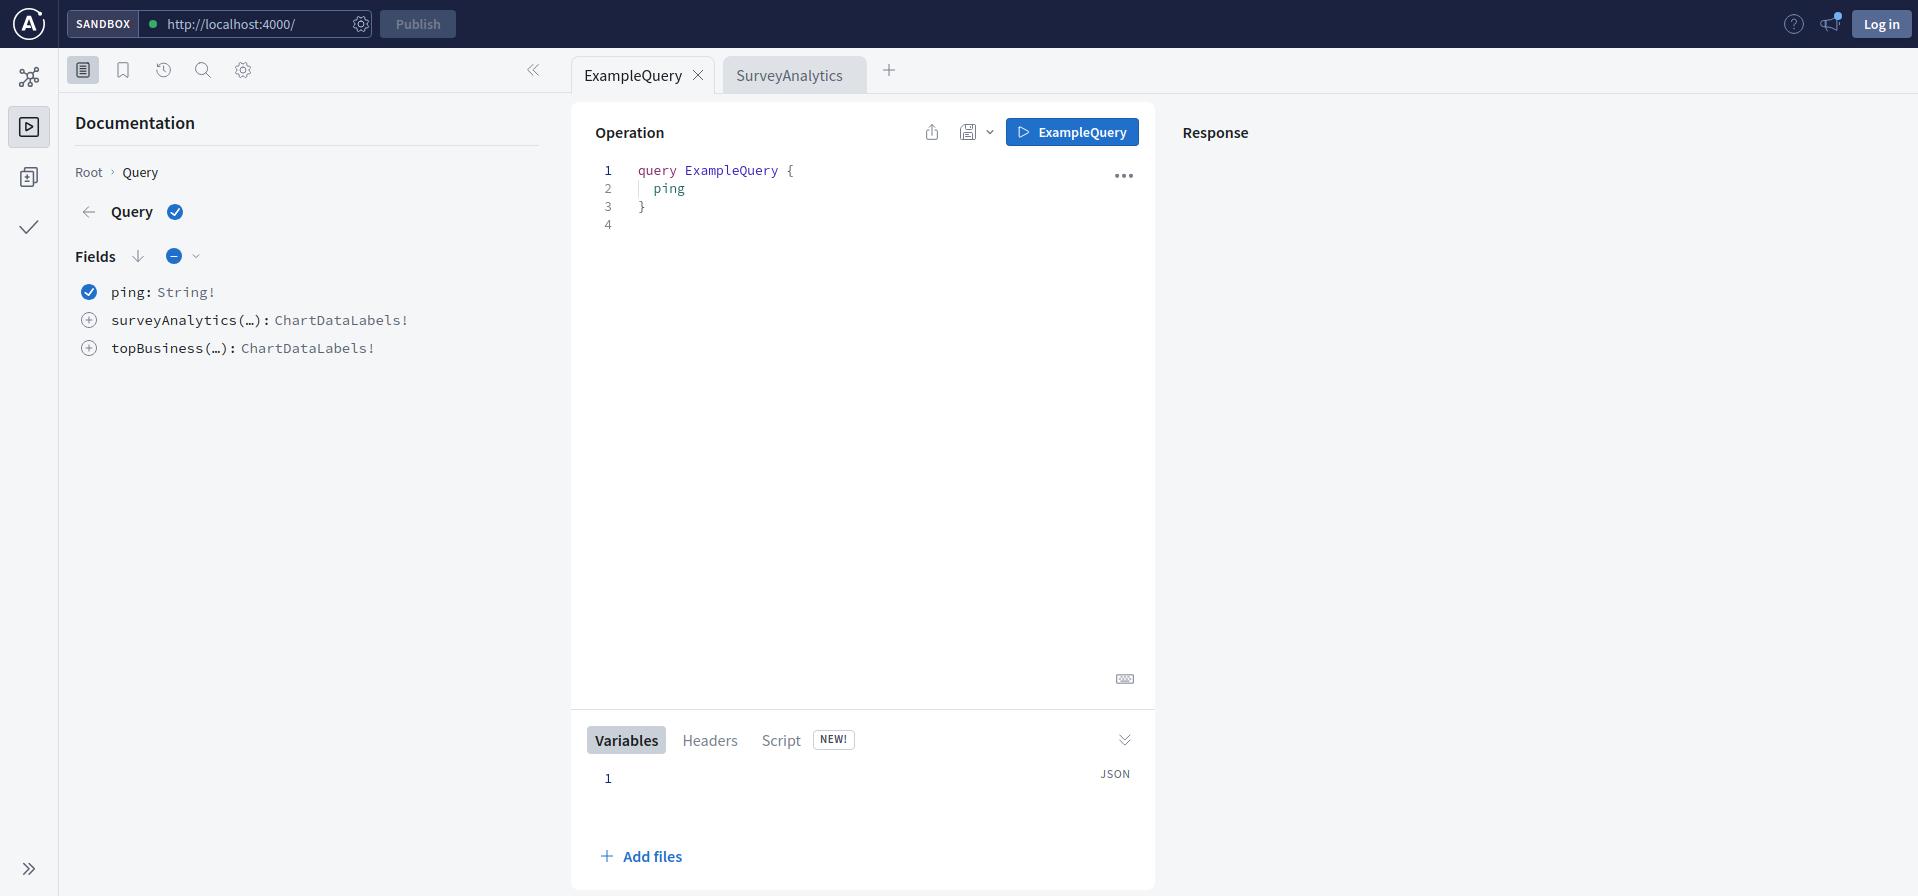 A
SANDBOX
http://localhost:4000/
Publish
?
Log in
ExampleQuery
SurveyAnalytics
Documentation
Root › Query
Query
Fields
ping: String!
surveyAnalytics(…): ChartDataLabels!
topBusiness(…): ChartDataLabels!
Operation
ExampleQuery
1 query ExampleQuery {
2 ping
3 }
4
Variables Headers Script NEW!
1
JSON
Add files
Response